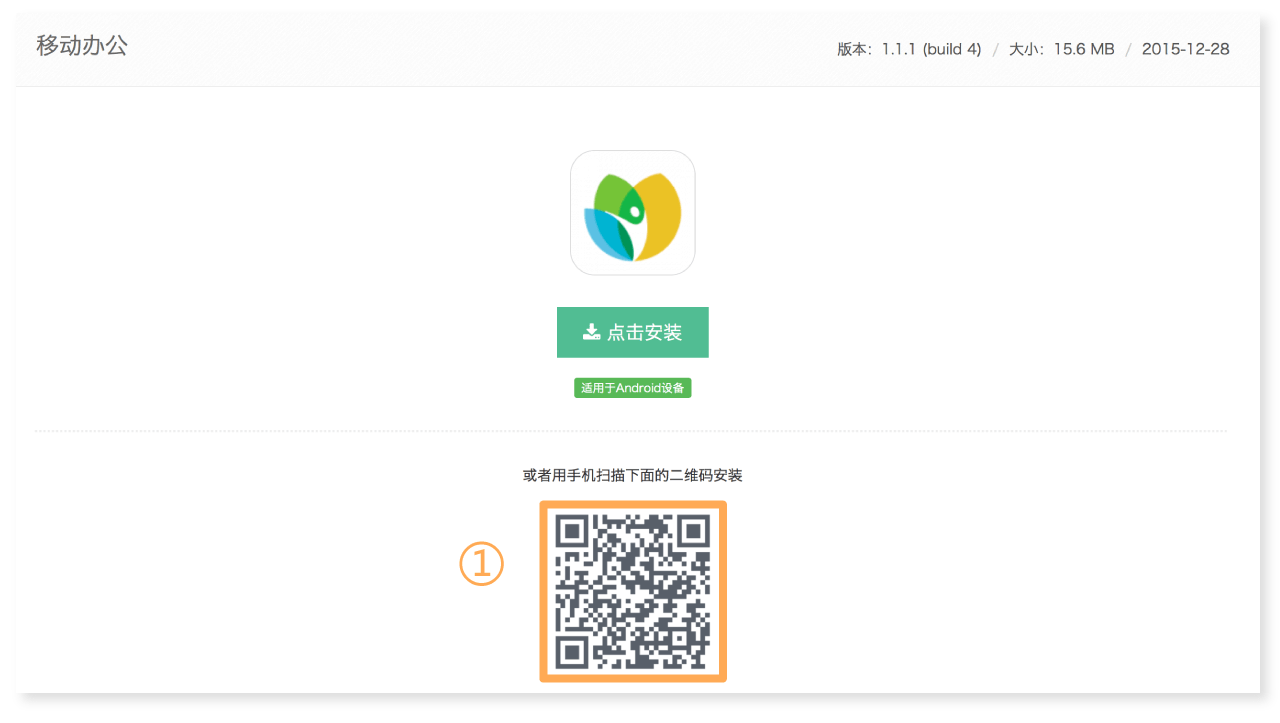 移动办公
版本：1.1.1 (build 4) / 大小：15.6 MB / 2015-12-28
点击安装
适用于Android设备
或者用手机扫描下面的二维码安装
①